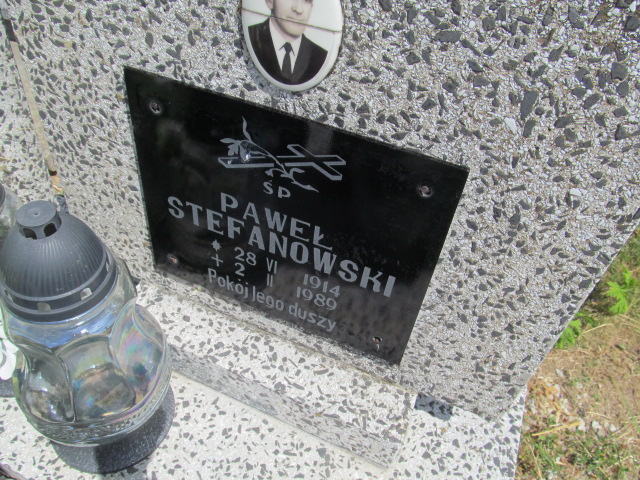 ŚP
PAWEŁ
STEFANOWSKI
* 28 VI 1914
+ 2 II 1989
Pokój Jego duszy